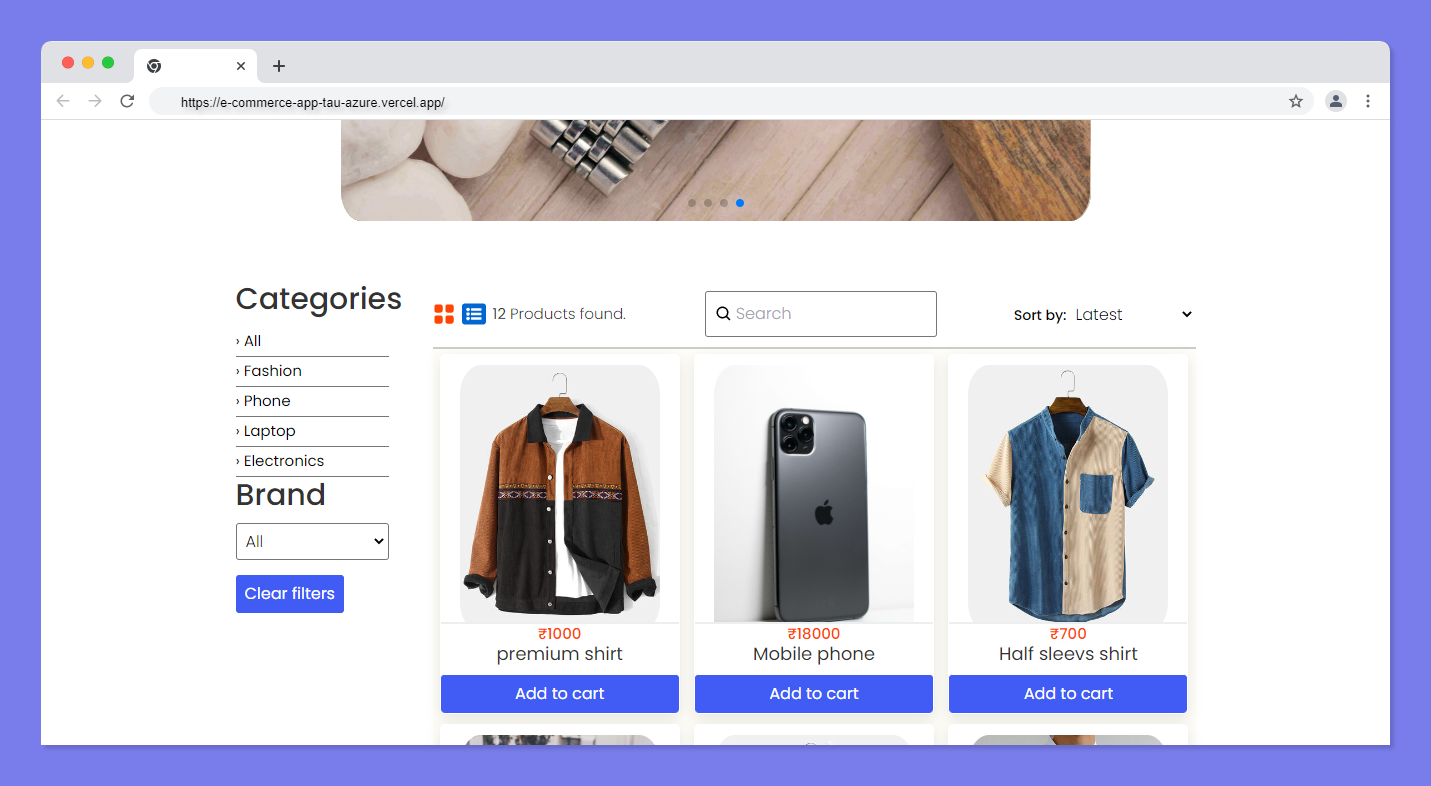 https://e-commerce-app-tau-azure.vercel.app/
Categories
› All
› Fashion
› Phone
› Laptop
› Electronics
Brand
All
Clear filters
12 Products found.
Search
Sort by: Latest
₹1000
premium shirt
Add to cart
₹18000
Mobile phone
Add to cart
₹700
Half sleevs shirt
Add to cart